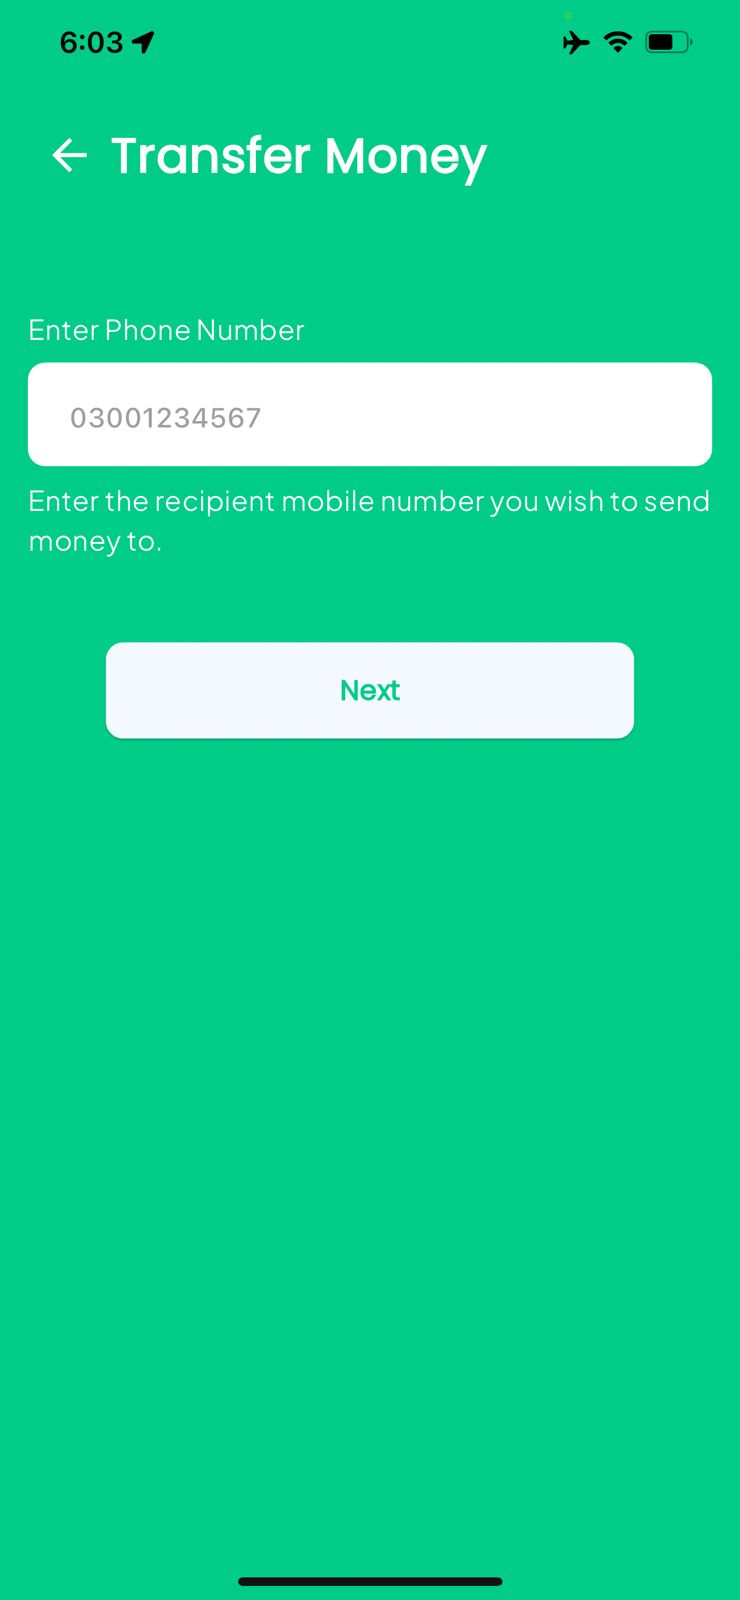 6:03
Transfer Money
Enter Phone Number
03001234567
Enter the recipient mobile number you wish to send
money to.
Next